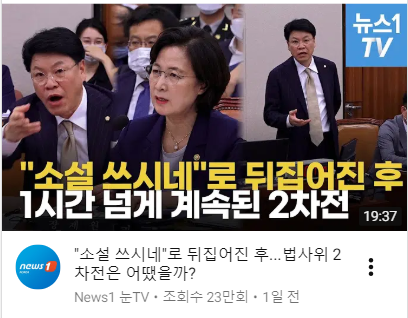 뉴스1
TV
"소설 쓰시네"로 뒤집어진 후
1시간 넘게 계속된 2차전
19:37
news1
"소설 쓰시네"로 뒤집어진 후...법사위 2
차전은 어땠을까?
News1 눈TV • 조회수 23만회 • 1일 전